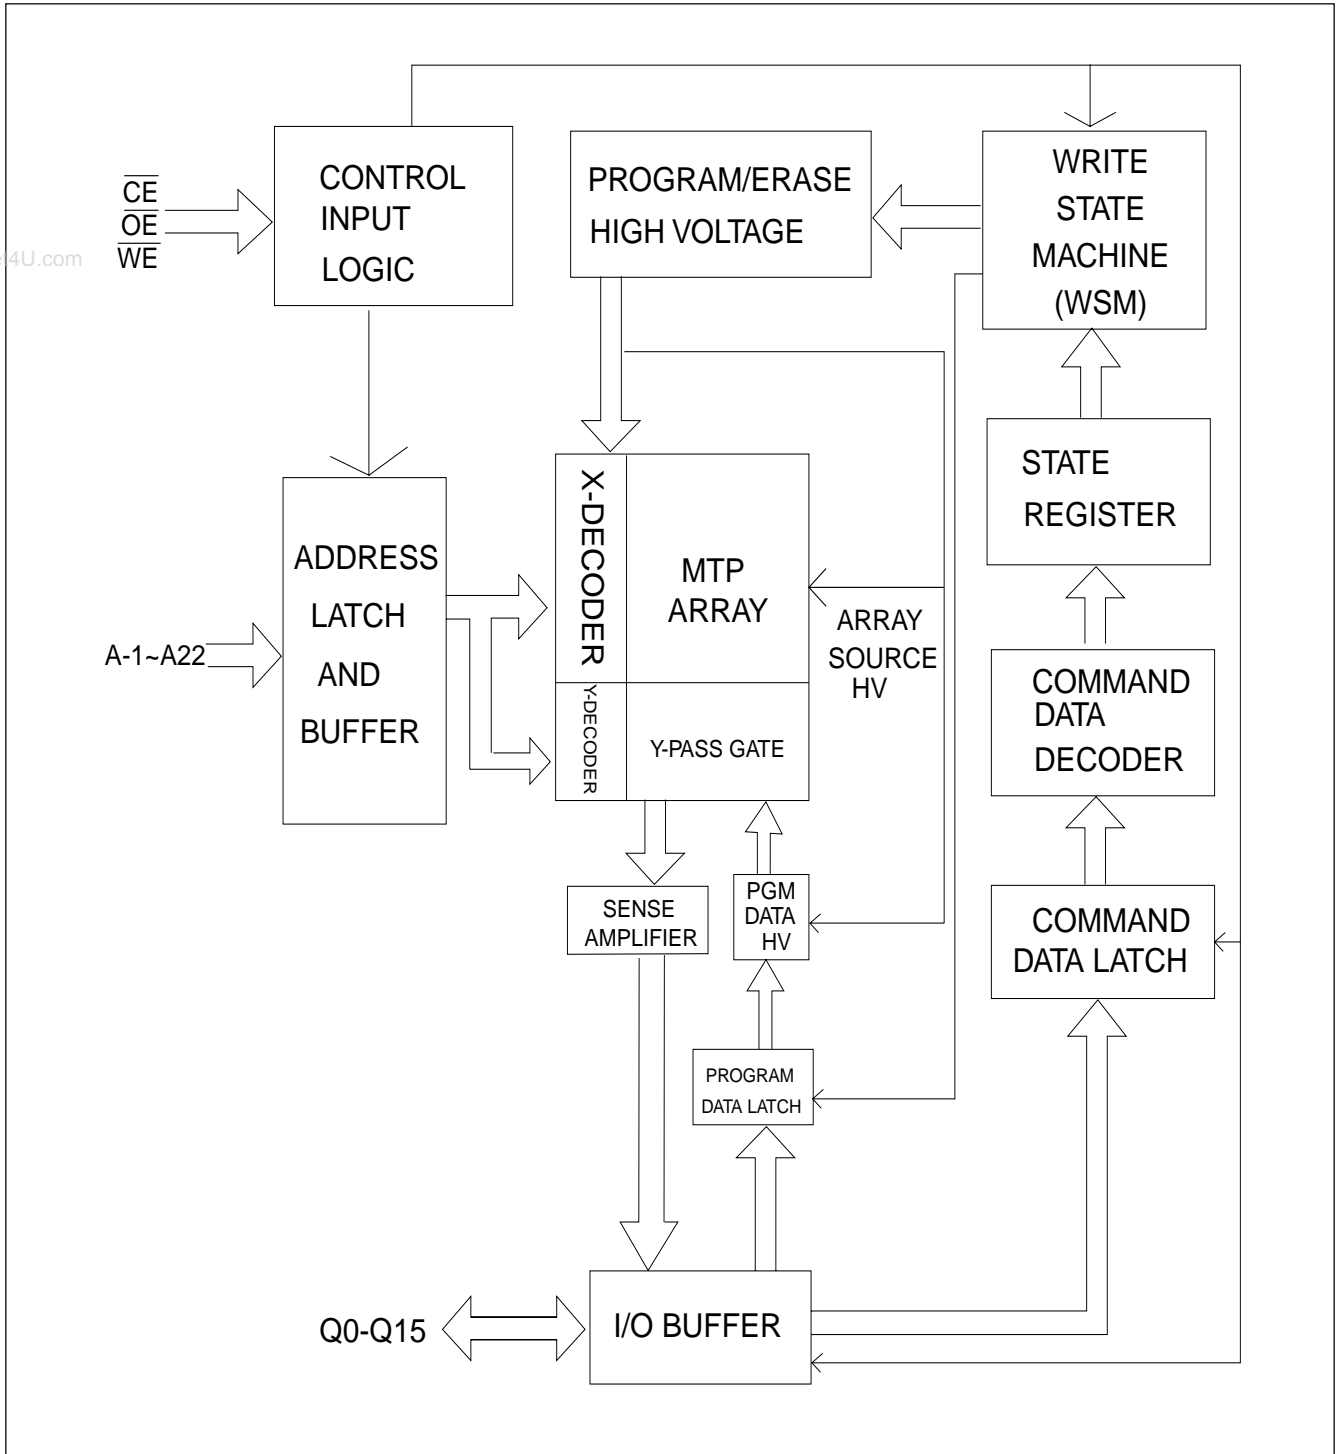 CE
OE
WE
4U.com
CONTROL
INPUT
LOGIC
PROGRAM/ERASE
HIGH VOLTAGE
WRITE
STATE
MACHINE
(WSM)
STATE
REGISTER
ADDRESS
LATCH
AND
BUFFER
A-1~A22
X-DECODER
MTP
ARRAY
ARRAY
SOURCE
HV
Y-DECODER
Y-PASS GATE
COMMAND
DATA
DECODER
SENSE
AMPLIFIER
PGM
DATA
HV
COMMAND
DATA LATCH
PROGRAM
DATA LATCH
Q0-Q15
I/O BUFFER